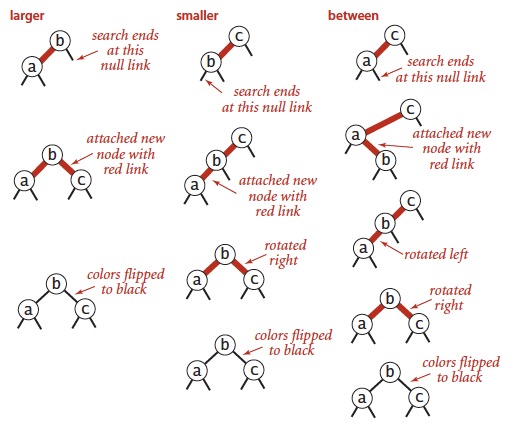 larger
b
a
search ends
at this
null link
b
a
c
attached new
node with
red link
b
a
c
colors flipped
to black
smaller
c
b
search ends
at this null link
c
b
a
attached new
node with
red link
b
a
c
rotated
right
b
a
c
colors flipped
to black
between
c
a
search ends
at this null link
c
a
b
attached new
node with
red link
c
b
a
rotated left
b
a
c
rotated
right
b
a
c
colors flipped
to black